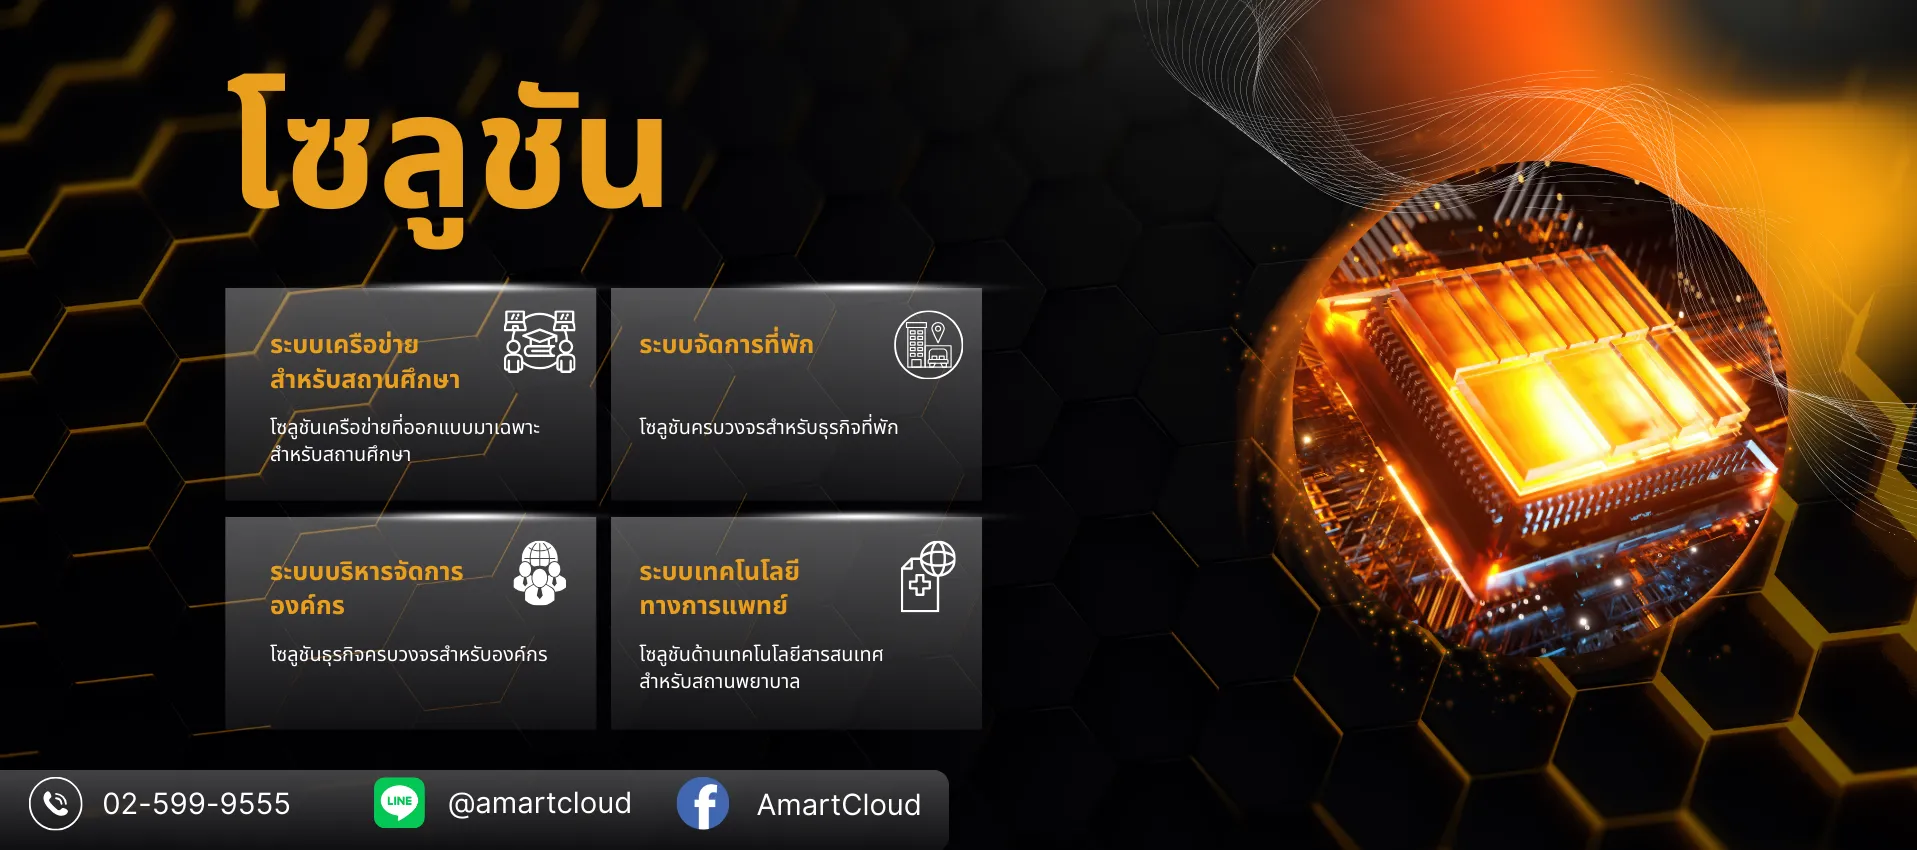 โซลูชัน
ระบบเครือข่าย
สำหรับสถานศึกษา
โซลูชันเครือข่ายที่ออกแบบมาเฉพาะ
สำหรับสถานศึกษา
ระบบจัดการที่พัก
โซลูชันครบวงจรสำหรับธุรกิจที่พัก
ระบบบริหารจัดการ
องค์กร
โซลูชันธุรกิจครบวงจรสำหรับองค์กร
ระบบเทคโนโลยี
ทางการแพทย์
โซลูชันด้านเทคโนโลยีสารสนเทศ
สำหรับสถานพยาบาล
02-599-9555
LINE
@amartcloud
AmartCloud